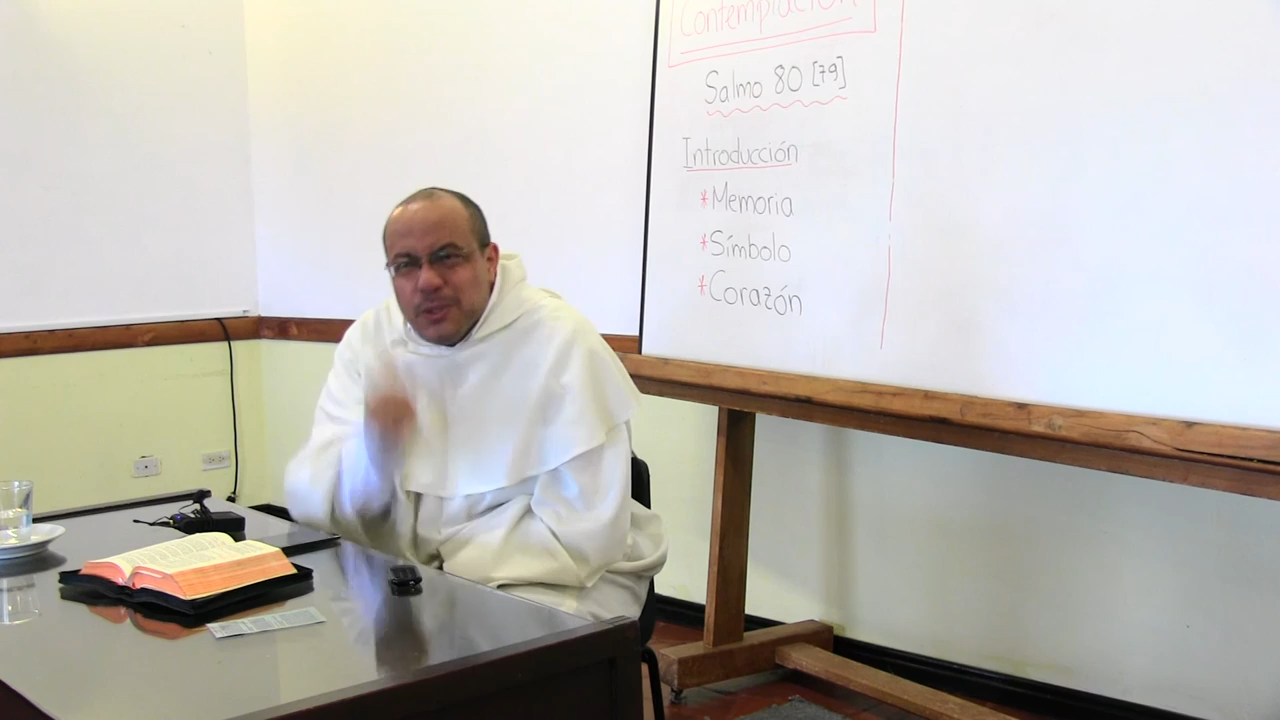 Contemplación
Salmo 80 [79]
Introducción
*Memoria
*Símbolo
*Corazón